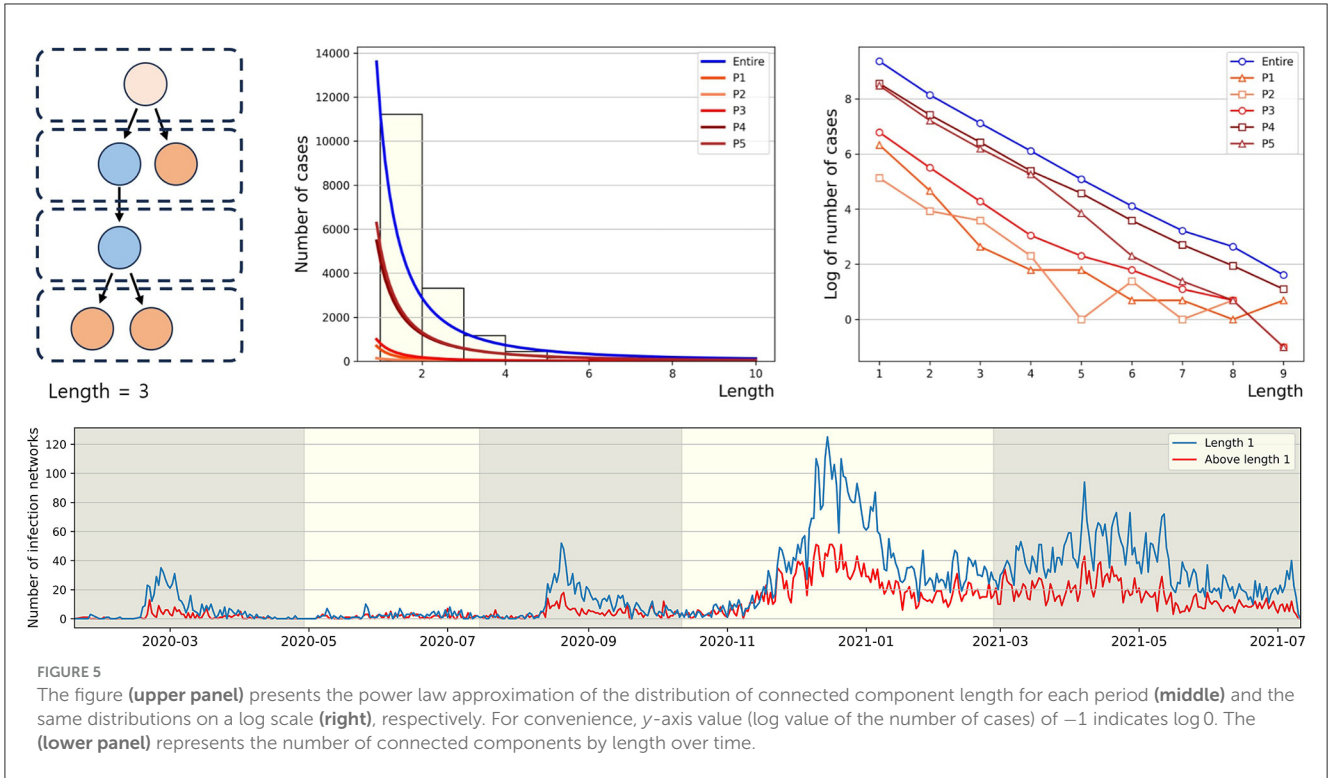 Length = 3
Number of cases
14000
12000
10000
8000
6000
4000
2000
0
2
4
6
8
10
Length
Entire
P1
P2
P3
P4
P5
Log of number of cases
8
6
4
2
0
1
2
3
4
5
6
7
8
9
Length
Entire
P1
P2
P3
P4
P5
Number of infection networks
120
100
80
60
40
20
0
2020-03
2020-05
2020-07
2020-09
2020-11
2021-01
2021-03
2021-05
2021-07
Length 1
Above length 1
FIGURE 5
The figure (upper panel) presents the power law approximation of the distribution of connected component length for each period (middle) and the
same distributions on a log scale (right), respectively. For convenience, y-axis value (log value of the number of cases) of −1 indicates log 0. The
(lower panel) represents the number of connected components by length over time.